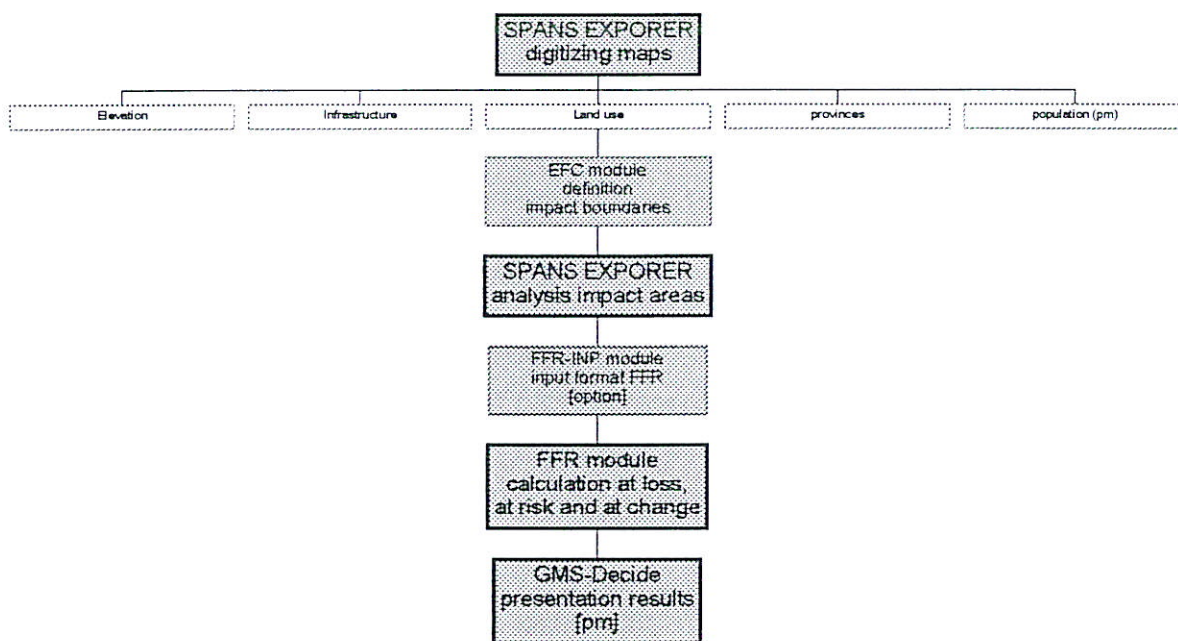 SPANS EXPORER
digitizing maps
Elevation
Infrastructure
Land use
provinces
population (pm)
EFC module
definition
impact boundaries
SPANS EXPORER
analysis impact areas
FFR-INP module
input format FFR
[option]
FFR module
calculation at loss,
at risk and at change
GMS-Decide
presentation results
[pm]